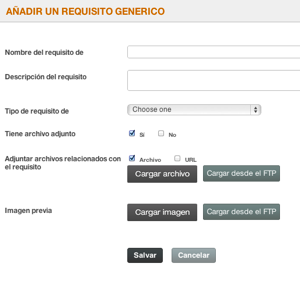 AÑADIR UN REQUISITO GENERICO
Nombre del requisito de
Descripción del requisito
Tipo de requisito de
Choose one
Tiene archivo adjunto
Sí
No
Adjuntar archivos relacionados con
el requisito
Archivo
URL
Cargar archivo
Cargar desde el FTP
Imagen previa
Cargar imagen
Cargar desde el FTP
Salvar
Cancelar